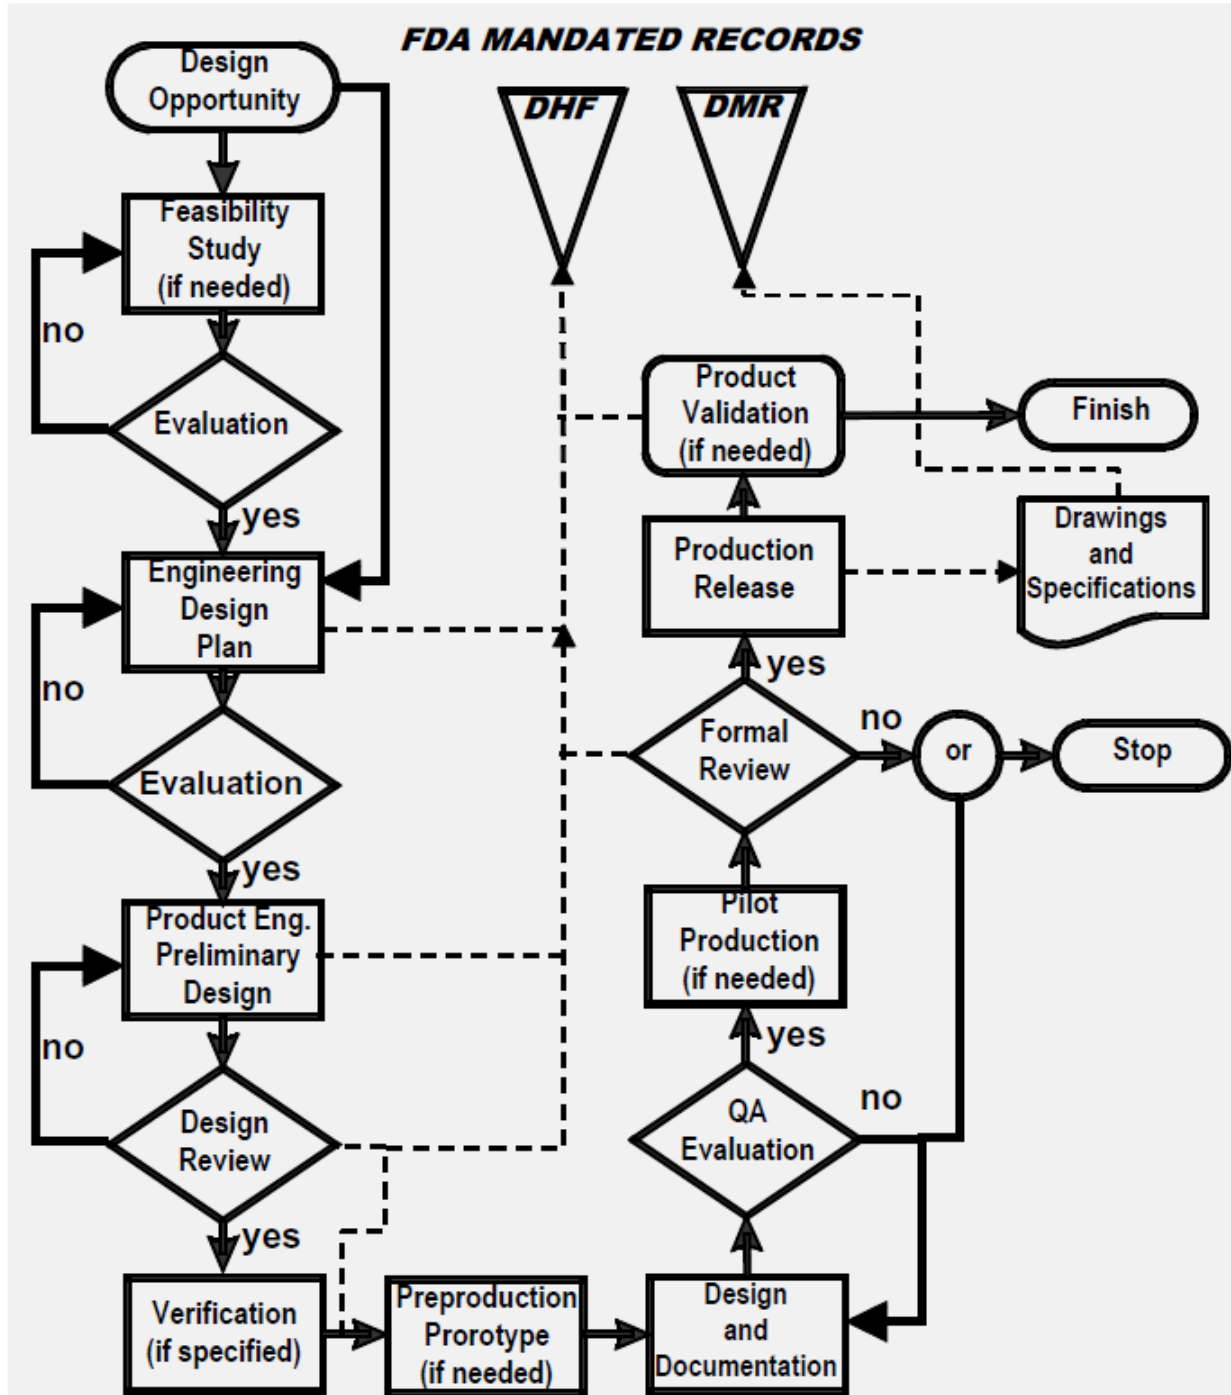 FDA MANDATED RECORDS
Design
Opportunity
DHF
DMR
Feasibility
Study
(if needed)
no
Evaluation
yes
Engineering
Design
Plan
no
Evaluation
yes
Product Eng.
Preliminary
Design
no
Design
Review
yes
Verification
(if specified)
Preproduction
Prorotype
(if needed)
Design
and
Documentation
QA
Evaluation
no
yes
Pilot
Production
(if needed)
Formal
Review
no
or
Stop
yes
Production
Release
Drawings
and
Specifications
Product
Validation
(if needed)
Finish